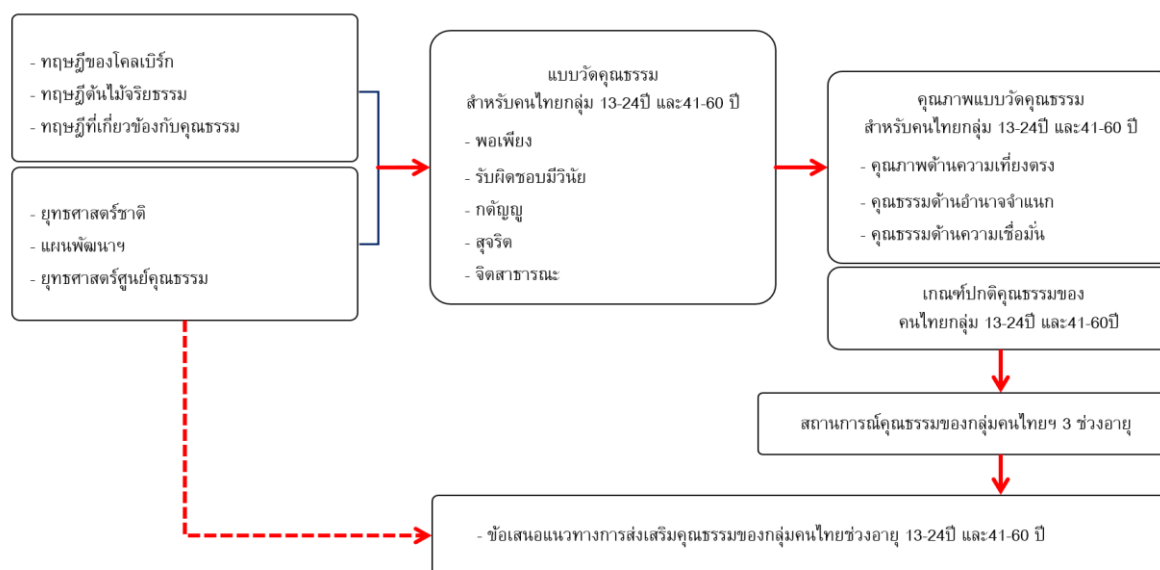 - ทฤษฎีของโคลเบิร์ก
- ทฤษฎีต้นไม้จริยธรรม
- ทฤษฎีที่เกี่ยวข้องกับคุณธรรม
- ยุทธศาสตร์ชาติ
- แผนพัฒนาฯ
- ยุทธศาสตร์ศูนย์คุณธรรม
แบบวัดคุณธรรม
สำหรับคนไทยกลุ่ม 13-24ปี และ41-60 ปี
- พอเพียง
- รับผิดชอบมีวินัย
- กตัญญู
- สุจริต
- จิตสาธารณะ
คุณภาพแบบวัดคุณธรรม
สำหรับคนไทยกลุ่ม 13-24ปี และ41-60 ปี
- คุณภาพด้านความเที่ยงตรง
- คุณธรรมด้านอำนาจจำแนก
- คุณธรรมด้านความเชื่อมั่น
เกณฑ์ปกติคุณธรรมของ
คนไทยกลุ่ม 13-24ปี และ41-60ปี
สถานการณ์คุณธรรมของกลุ่มคนไทยฯ 3 ช่วงอายุ
- ข้อเสนอแนวทางการส่งเสริมคุณธรรมของกลุ่มคนไทยช่วงอายุ 13-24ปี และ41-60 ปี